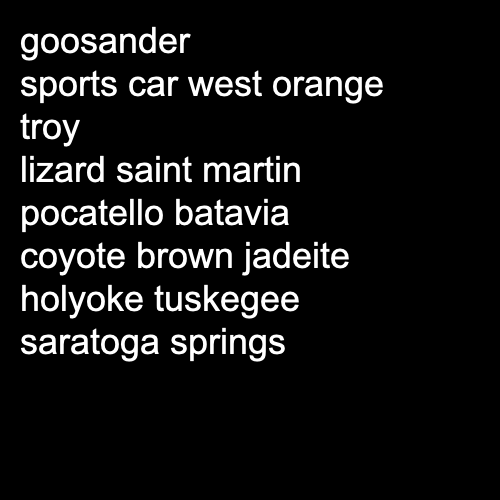 goosander
sports car west orange
troy
lizard saint martin
pocatello batavia
coyote brown jadeite
holyoke tuskegee
saratoga springs